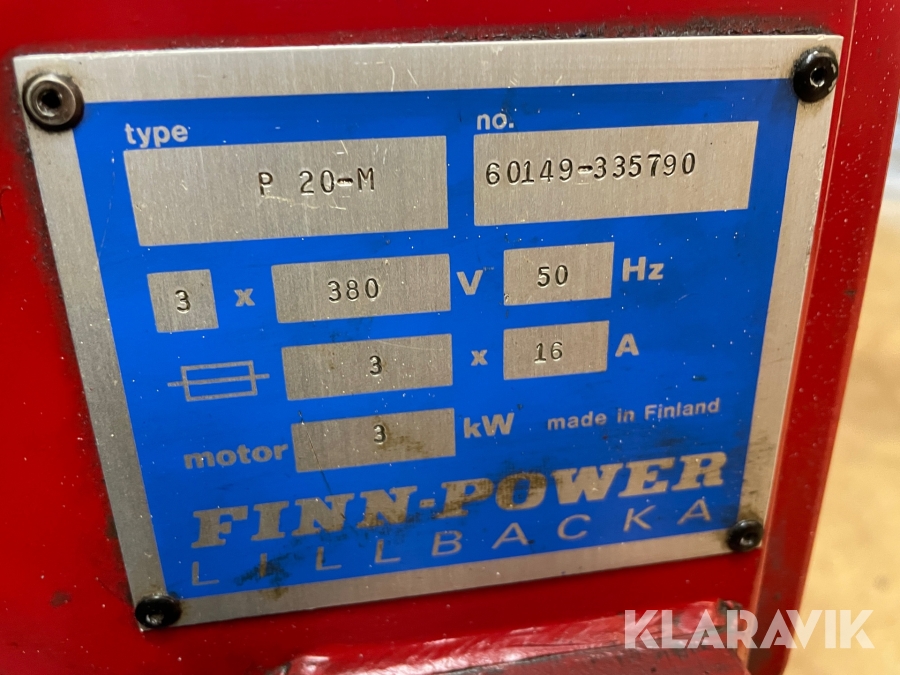 type no.
P 20-M 60149-335790
3 x 380 V 50 Hz
3 x 16 A
motor 3 kW made in Finland
FINN-POWER
LILLBACKA
KLARAVIK